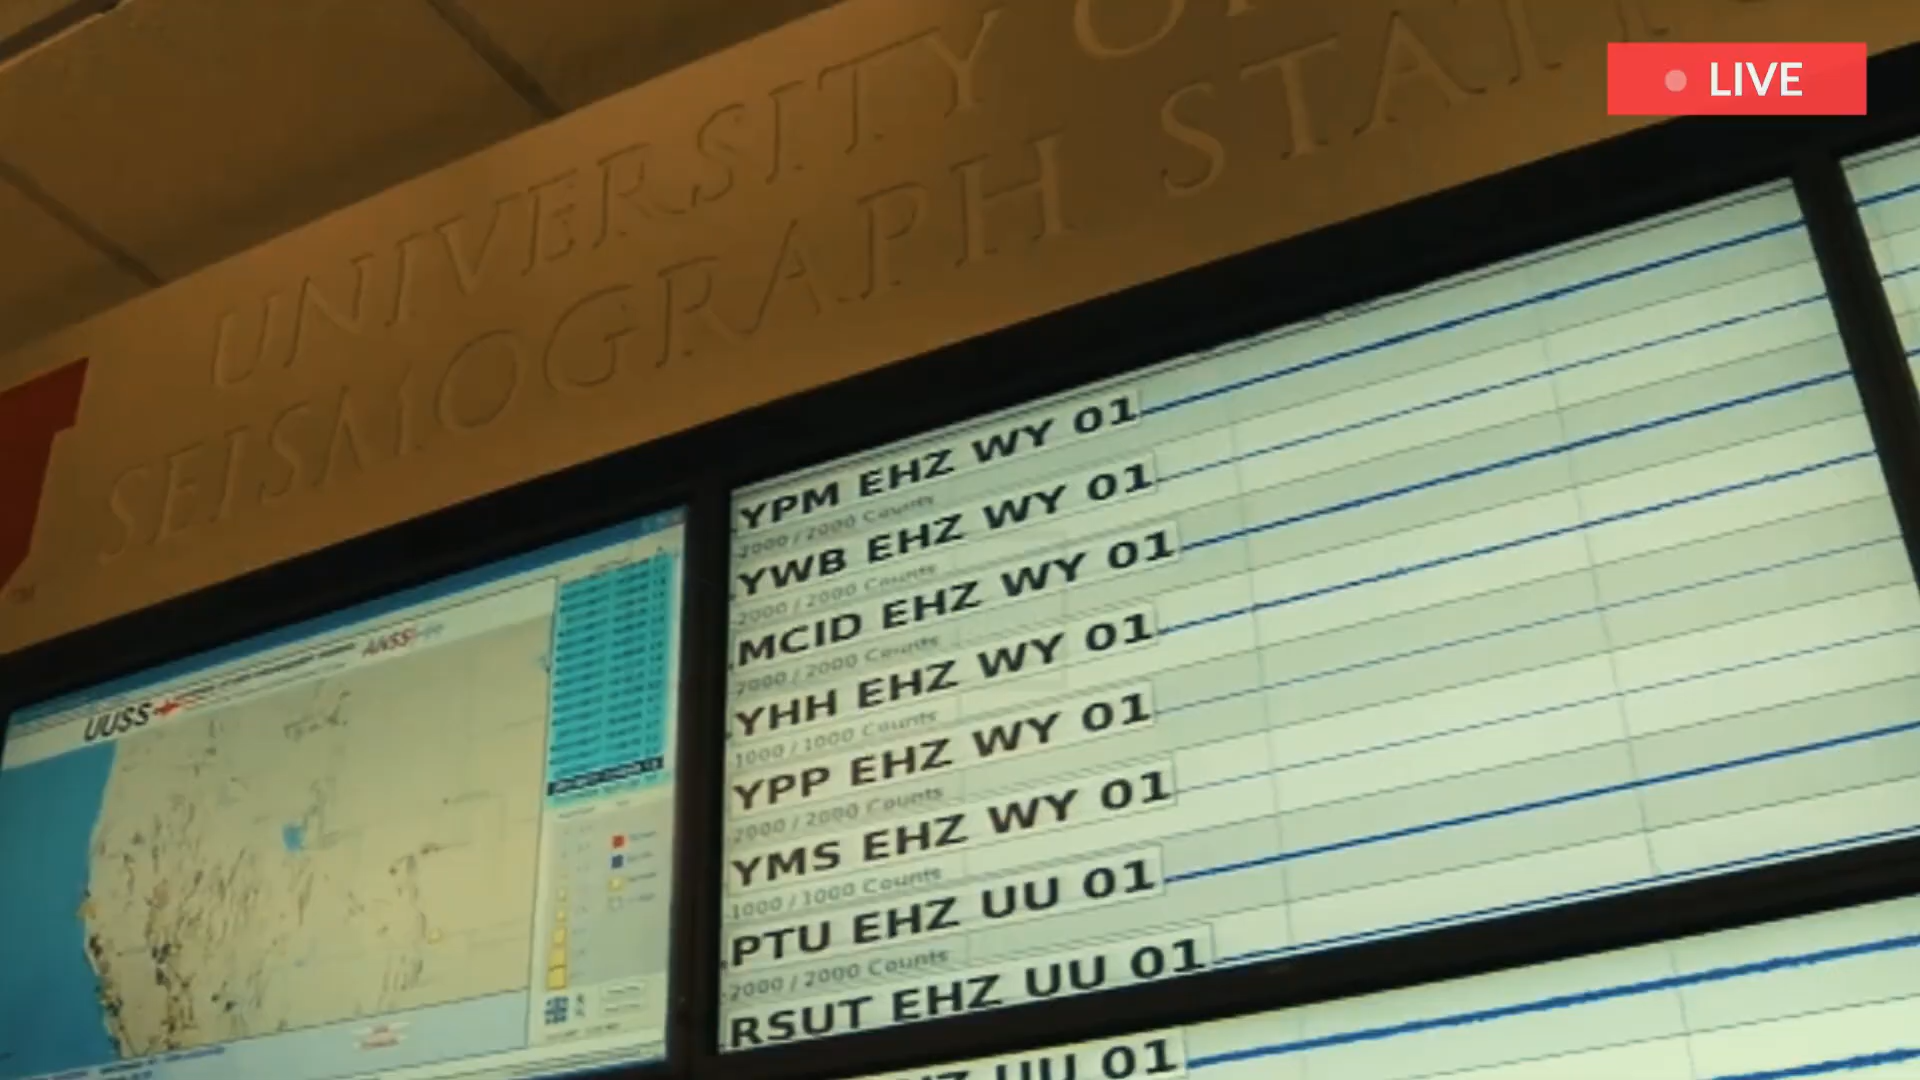 LIVE
UNIVERSITY OF
SEISMOGRAPH STATI
YPM EHZ WY 01
2000 / 2000 Counts
YWB EHZ WY 01
2000 / 2000 Counts
MCID EHZ WY 01
2000 / 2000 Counts
YHH EHZ WY 01
1000 / 1000 Counts
YPP EHZ WY 01
2000 / 2000 Counts
YMS EHZ WY 01
1000 / 1000 Counts
PTU EHZ UU 01
2000 / 2000 Counts
RSUT EHZ UU 01
EHZ UU 01
UUSS
ANSS